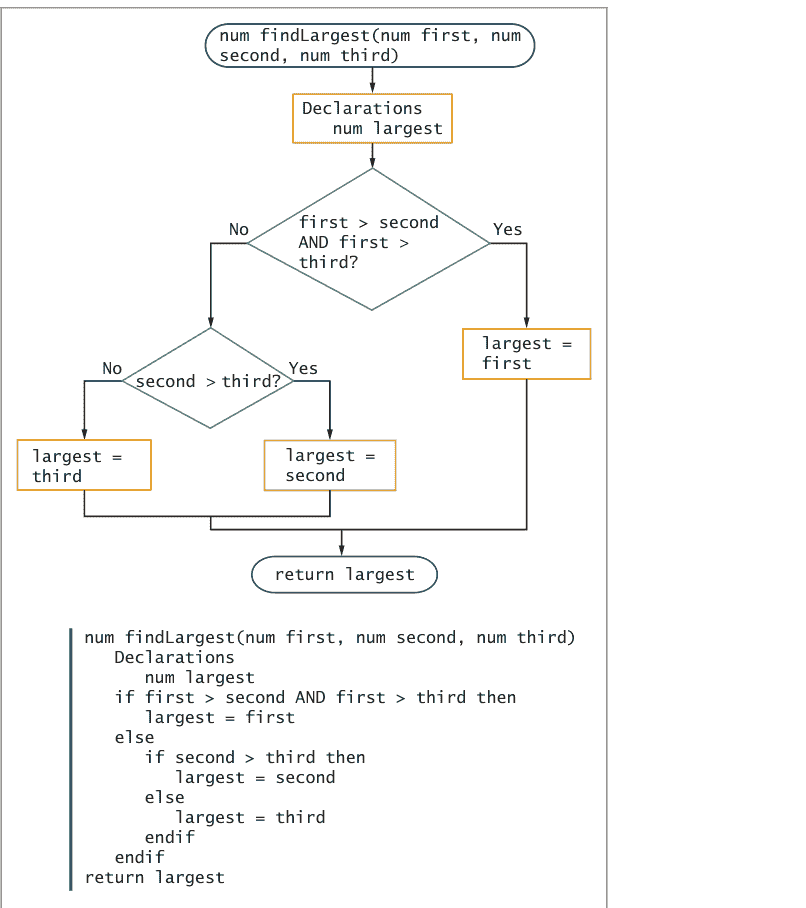 num findLargest(num first, num
second, num third)
Declarations
   num largest
first > second
AND first >
third?
No
Yes
second > third?
No
Yes
largest =
first
largest =
third
largest =
second
return largest
num findLargest(num first, num second, num third)
   Declarations
      num largest
   if first > second AND first > third then
      largest = first
   else
      if second > third then
         largest = second
      else
         largest = third
      endif
   endif
return largest